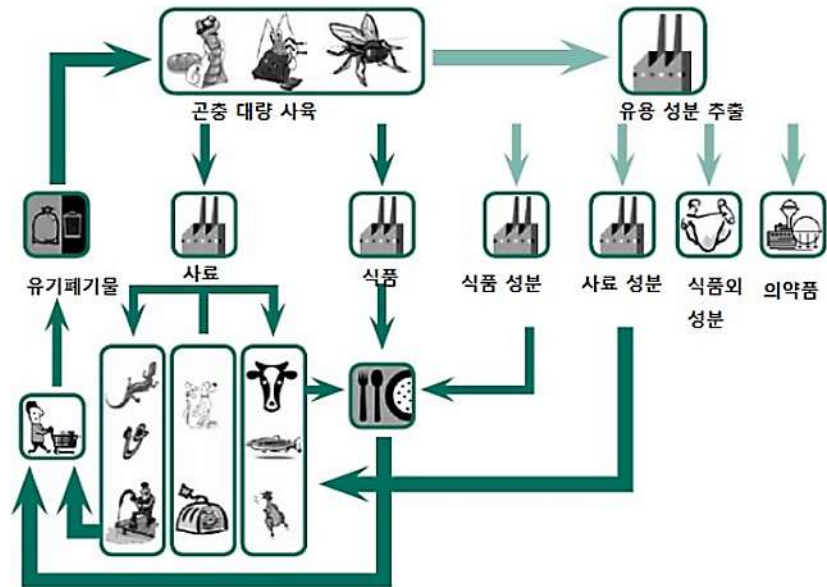 곤충 대량 사육
유용 성분 추출
유기폐기물
사료
식품
식품 성분
사료 성분
식품외
성분
의약품